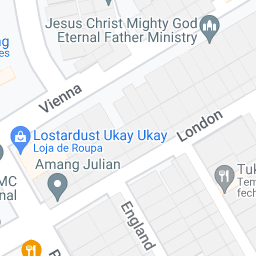 Jesus Christ Mighty God
Eternal Father Ministry
Vienna
Lostardust Ukay Ukay
Loja de Roupa
London
Amang Julian
England